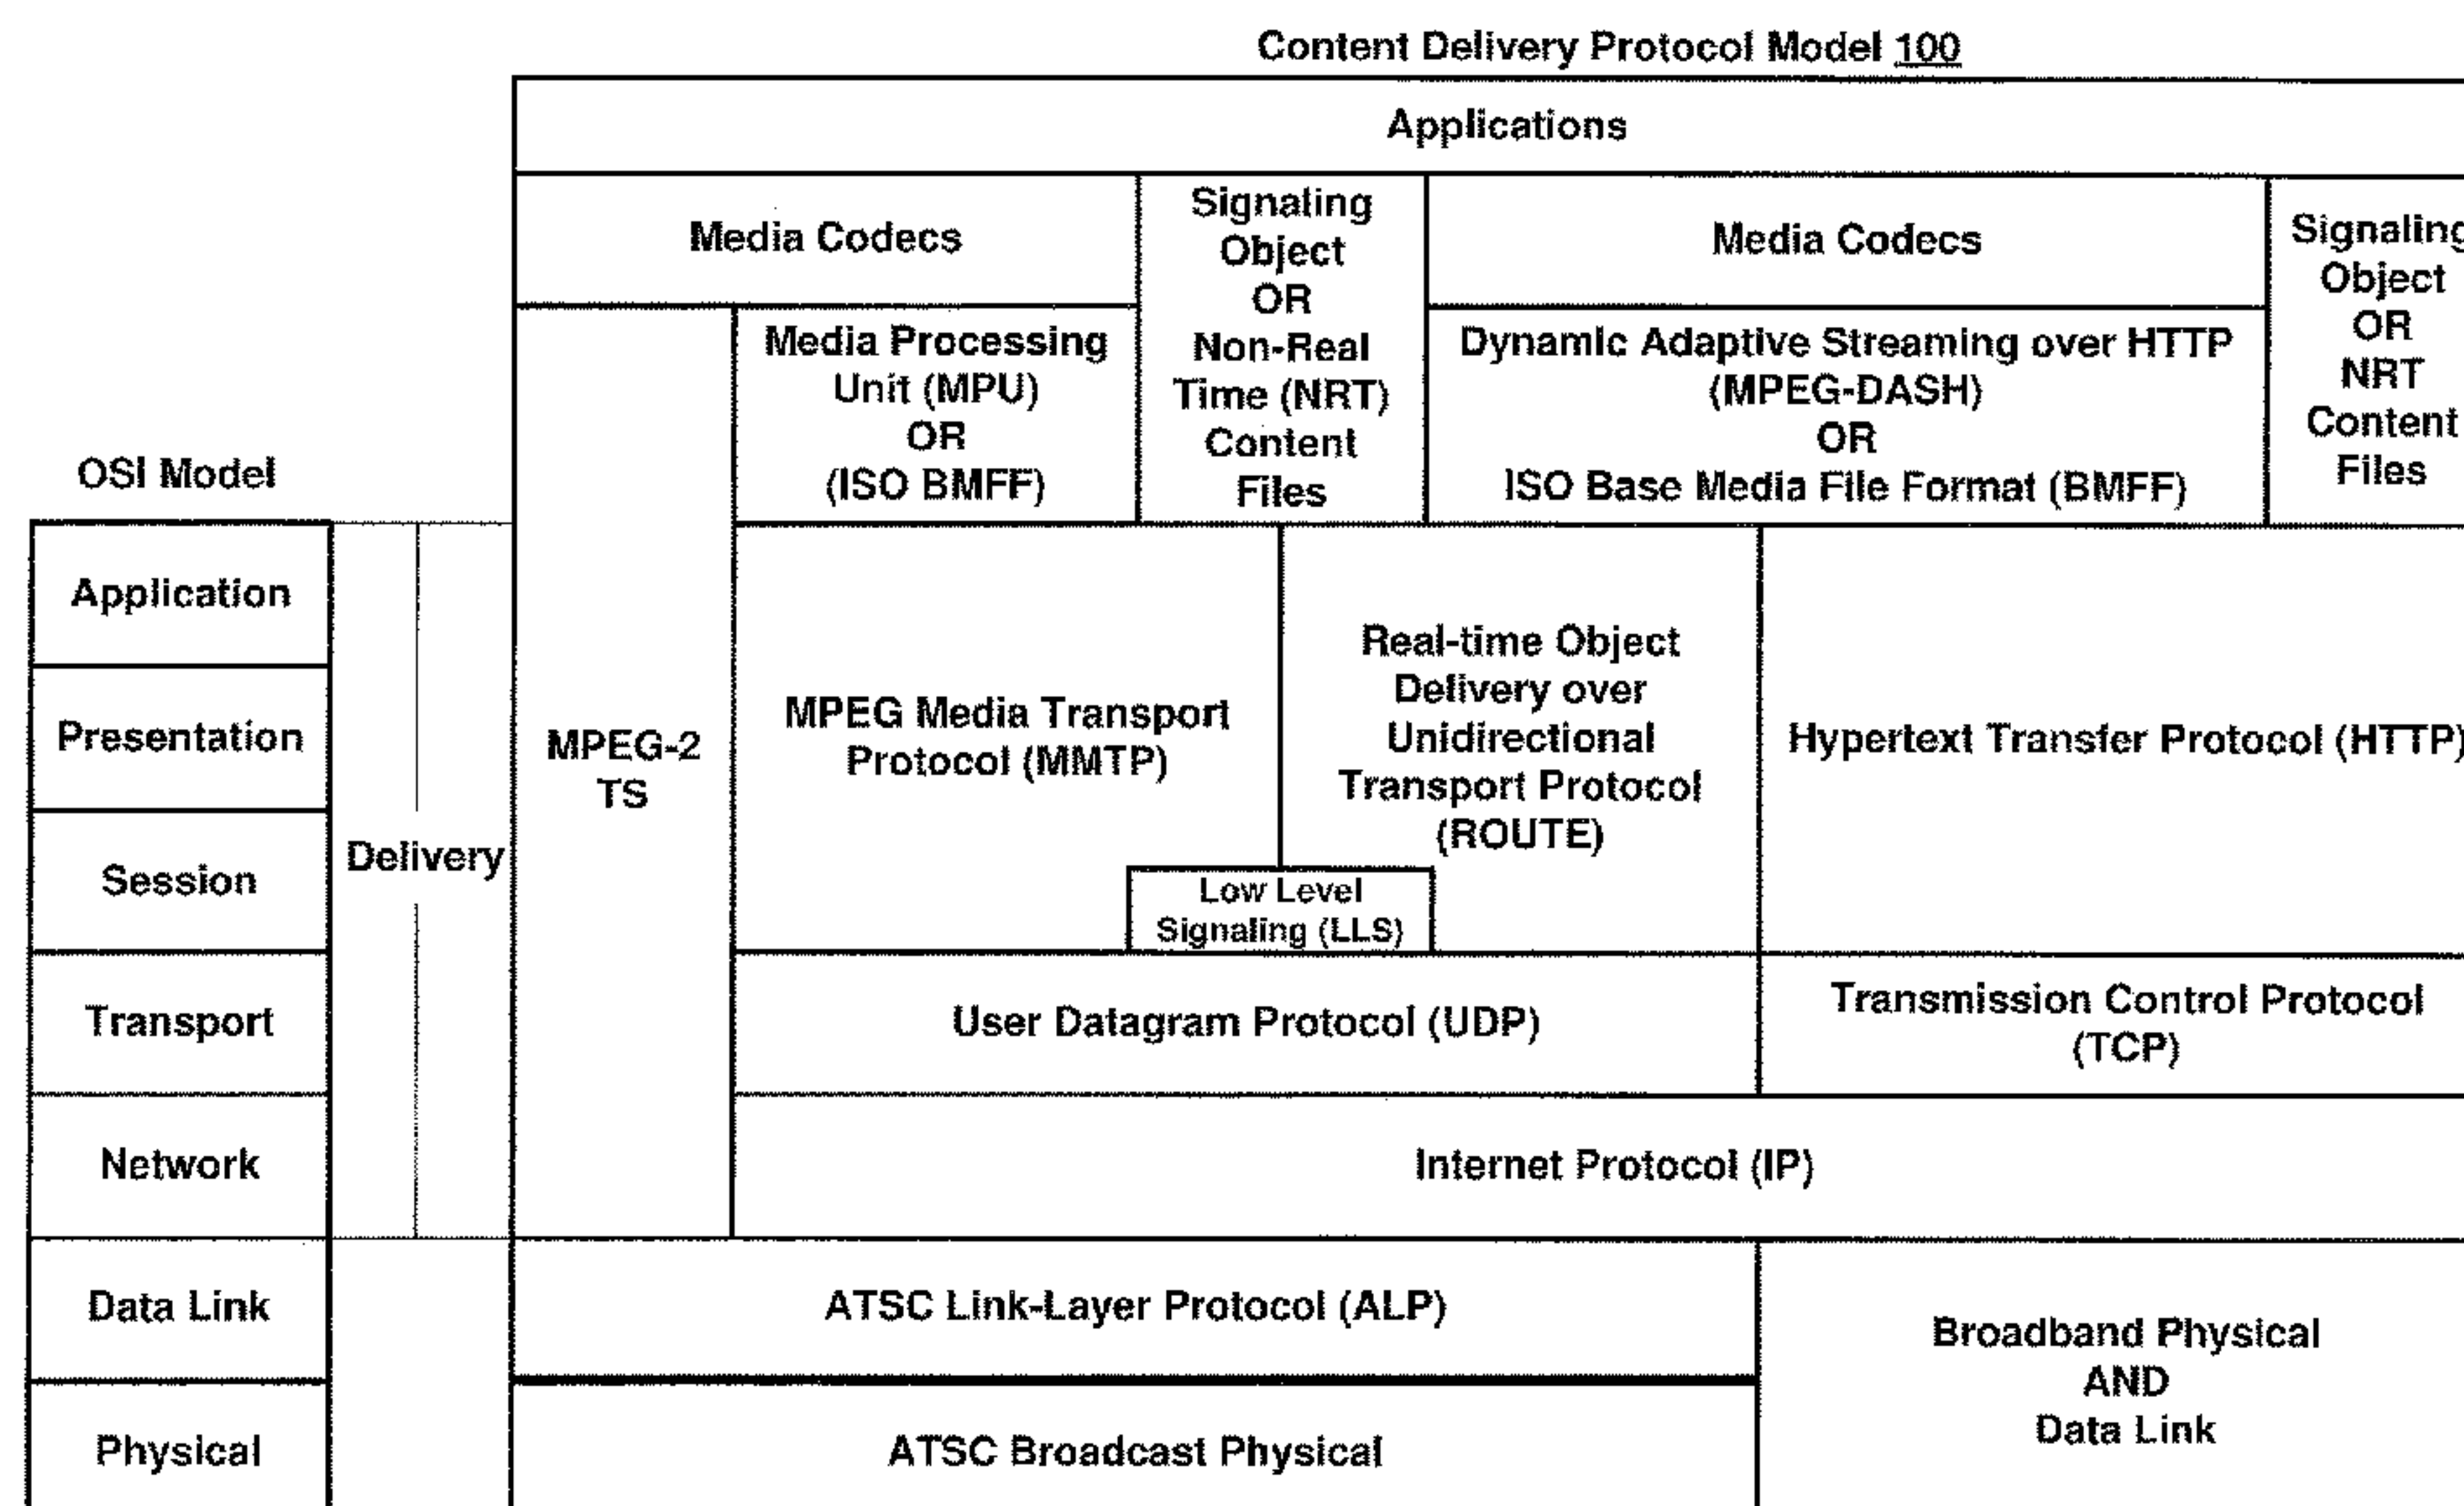 Content Delivery Protocol Model 100
Applications
Media Codecs
Signaling
Object
OR
Non-Real
Time (NRT)
Content
Files
Media Codecs
Signaling
Object
OR
NRT
Content
Files
Media Processing
Unit (MPU)
OR
(ISO BMFF)
Dynamic Adaptive Streaming over HTTP
(MPEG-DASH)
OR
ISO Base Media File Format (BMFF)
OSI Model
Application
Presentation
Session
Transport
Network
Data Link
Physical
Delivery
MPEG-2
TS
MPEG Media Transport
Protocol (MMTP)
Real-time Object
Delivery over
Unidirectional
Transport Protocol
(ROUTE)
Hypertext Transfer Protocol (HTTP)
Low Level
Signaling (LLS)
User Datagram Protocol (UDP)
Transmission Control Protocol
(TCP)
Internet Protocol (IP)
ATSC Link-Layer Protocol (ALP)
Broadband Physical
AND
Data Link
ATSC Broadcast Physical